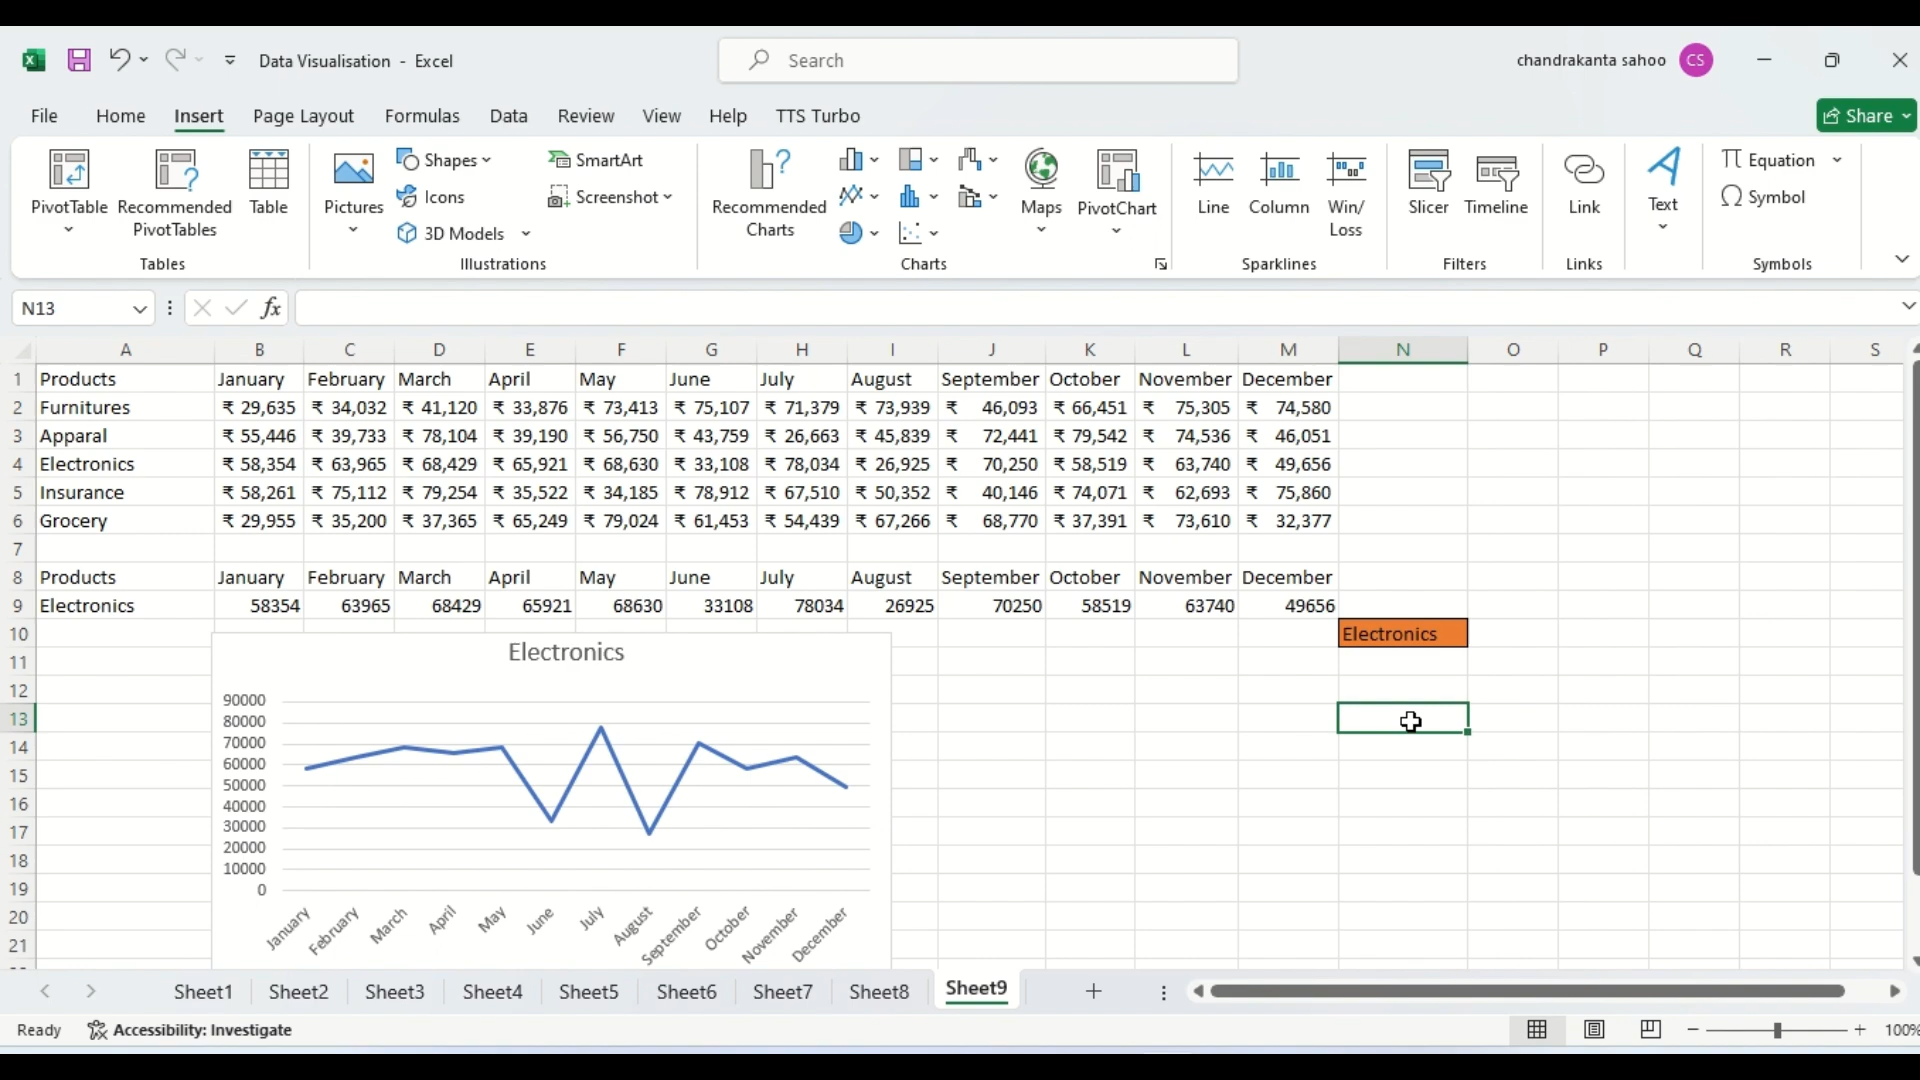 Data Visualisation - Excel
Search
chandrakanta sahoo
CS
File Home Insert Page Layout Formulas Data Review View Help TTS Turbo
Share
PivotTable
Recommended PivotTables
Table
Tables
Pictures
Shapes
Icons
3D Models
SmartArt
Screenshot
Illustrations
Recommended Charts
Maps
PivotChart
Charts
Line
Column
Win/ Loss
Sparklines
Slicer
Timeline
Filters
Link
Links
Text
Equation
Symbol
Symbols
N13
fx
A B C D E F G H I J K L M N O P Q R S
1 Products January February March April May June July August September October November December
2 Furnitures ₹ 29,635 ₹ 34,032 ₹ 41,120 ₹ 33,876 ₹ 73,413 ₹ 75,107 ₹ 71,379 ₹ 73,939 ₹ 46,093 ₹ 66,451 ₹ 75,305 ₹ 74,580
3 Apparal ₹ 55,446 ₹ 39,733 ₹ 78,104 ₹ 39,190 ₹ 56,750 ₹ 43,759 ₹ 26,663 ₹ 45,839 ₹ 72,441 ₹ 79,542 ₹ 74,536 ₹ 46,051
4 Electronics ₹ 58,354 ₹ 63,965 ₹ 68,429 ₹ 65,921 ₹ 68,630 ₹ 33,108 ₹ 78,034 ₹ 26,925 ₹ 70,250 ₹ 58,519 ₹ 63,740 ₹ 49,656
5 Insurance ₹ 58,261 ₹ 75,112 ₹ 79,254 ₹ 35,522 ₹ 34,185 ₹ 78,912 ₹ 67,510 ₹ 50,352 ₹ 40,146 ₹ 74,071 ₹ 62,693 ₹ 75,860
6 Grocery ₹ 29,955 ₹ 35,200 ₹ 37,365 ₹ 65,249 ₹ 79,024 ₹ 61,453 ₹ 54,439 ₹ 67,266 ₹ 68,770 ₹ 37,391 ₹ 73,610 ₹ 32,377
7
8 Products January February March April May June July August September October November December
9 Electronics 58354 63965 68429 65921 68630 33108 78034 26925 70250 58519 63740 49656
10 Electronics
11
12
13
14
15
16
17
18
19
20
21
Electronics
90000
80000
70000
60000
50000
40000
30000
20000
10000
0
January February March April May June July August September October November December
Sheet1 Sheet2 Sheet3 Sheet4 Sheet5 Sheet6 Sheet7 Sheet8 Sheet9
Ready
Accessibility: Investigate
100%